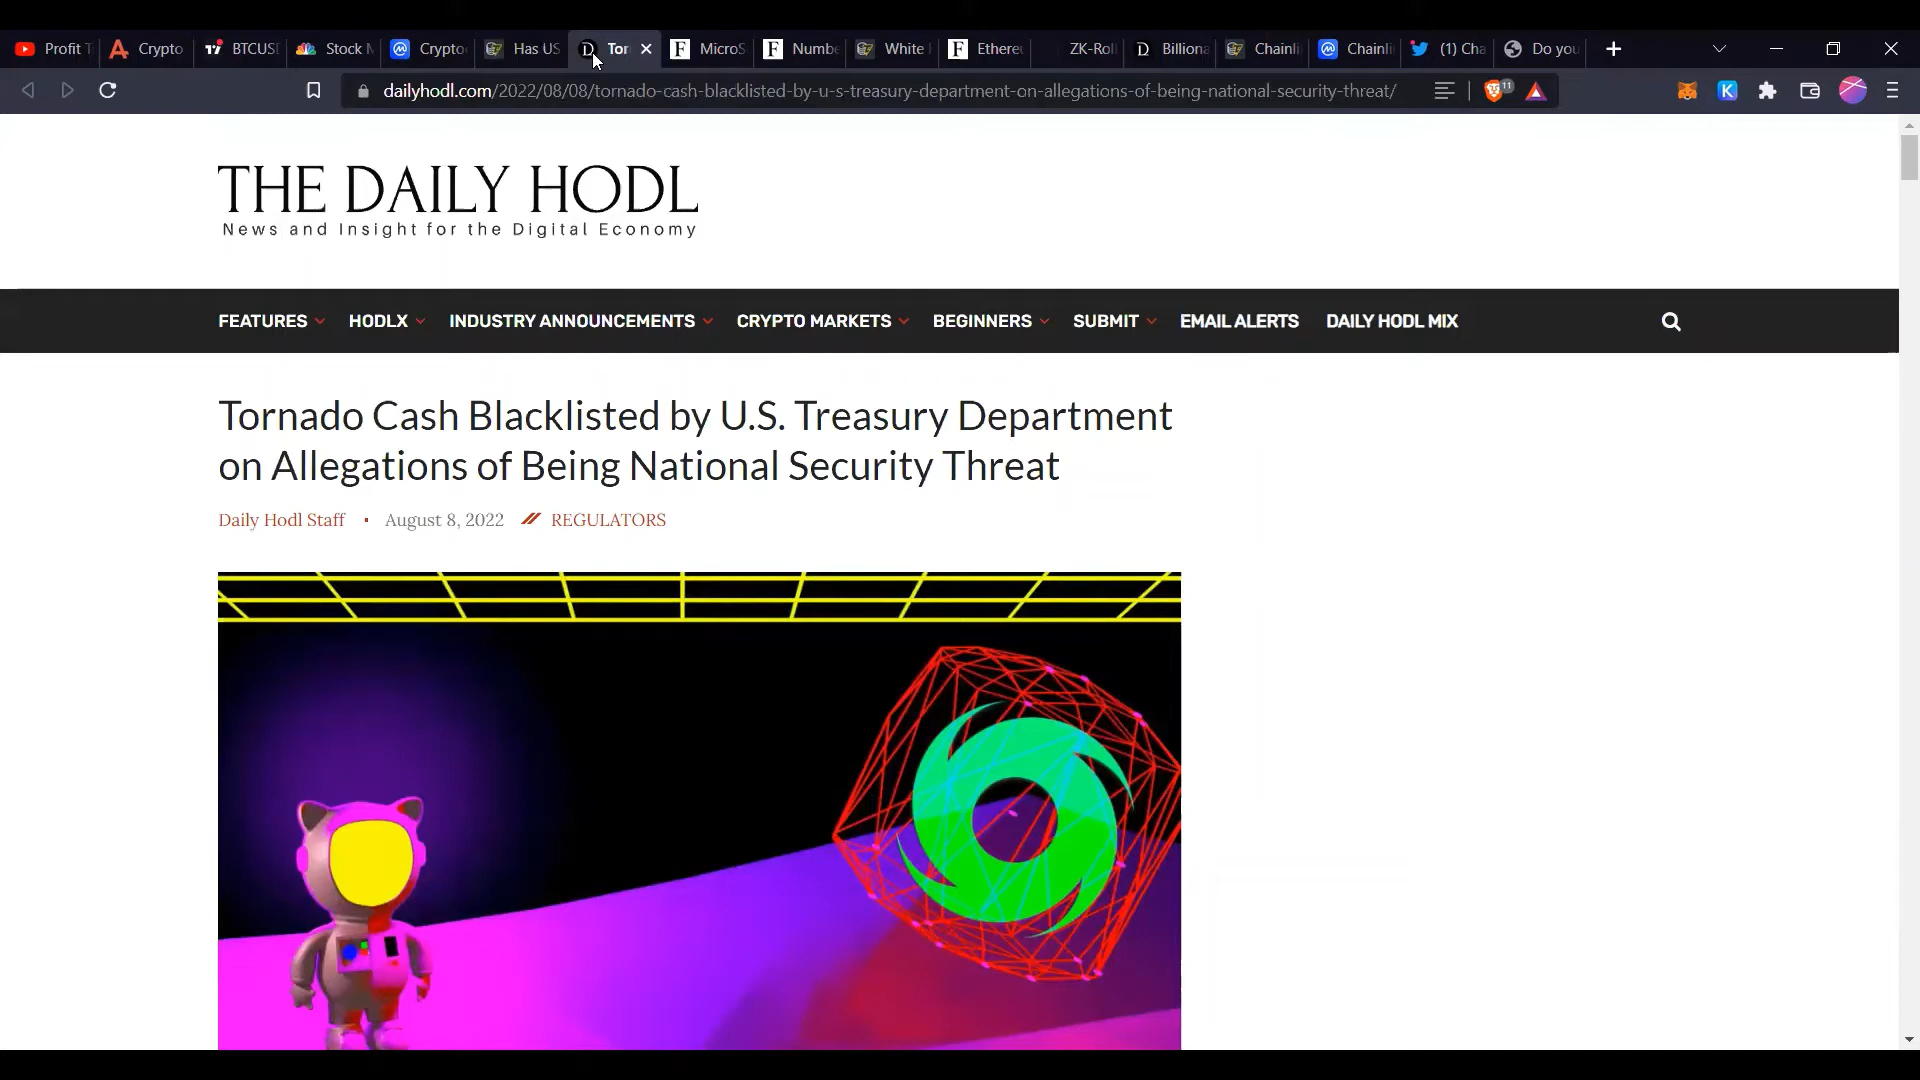 Profit T
Crypto
BTCUS
Stock M
Crypto
Has US
Tor
MicroS
Numbe
White
Ethere
ZK-Roll
Billiona
Chainli
Chainli
(1) Cha
Do you
dailyhodl.com/2022/08/08/tornado-cash-blacklisted-by-u-s-treasury-department-on-allegations-of-being-national-security-threat/
11
THE DAILY HODL
News and Insight for the Digital Economy
FEATURES HODLX INDUSTRY ANNOUNCEMENTS CRYPTO MARKETS BEGINNERS SUBMIT EMAIL ALERTS DAILY HODL MIX
Tornado Cash Blacklisted by U.S. Treasury Department
on Allegations of Being National Security Threat
Daily Hodl Staff • August 8, 2022 // REGULATORS